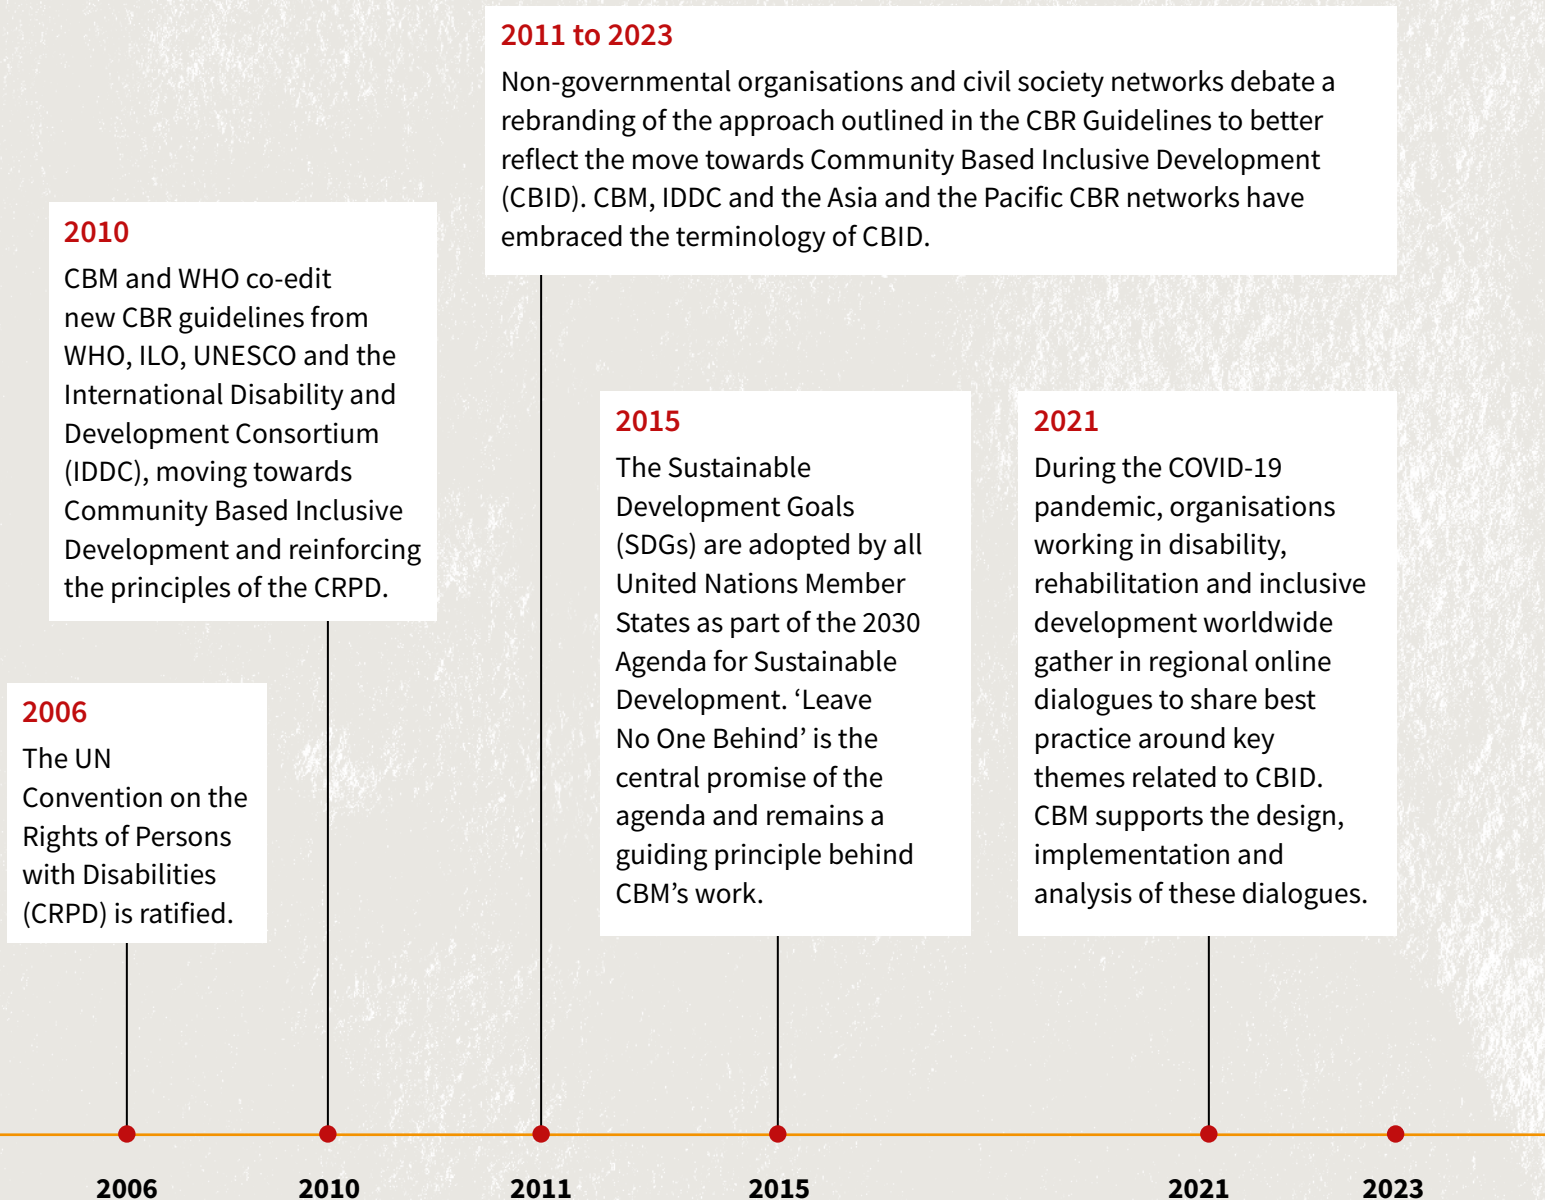 2011 to 2023
Non-governmental organisations and civil society networks debate a
rebranding of the approach outlined in the CBR Guidelines to better
reflect the move towards Community Based Inclusive Development
(CBID). CBM, IDDC and the Asia and the Pacific CBR networks have
embraced the terminology of CBID.
2010
CBM and WHO co-edit
new CBR guidelines from
WHO, ILO, UNESCO and the
International Disability and
Development Consortium
(IDDC), moving towards
Community Based Inclusive
Development and reinforcing
the principles of the CRPD.
2015
The Sustainable
Development Goals
(SDGs) are adopted by all
United Nations Member
States as part of the 2030
Agenda for Sustainable
Development. ‘Leave
No One Behind’ is the
central promise of the
agenda and remains a
guiding principle behind
CBM’s work.
2021
During the COVID-19
pandemic, organisations
working in disability,
rehabilitation and inclusive
development worldwide
gather in regional online
dialogues to share best
practice around key
themes related to CBID.
CBM supports the design,
implementation and
analysis of these dialogues.
2006
The UN
Convention on the
Rights of Persons
with Disabilities
(CRPD) is ratified.
2006 2010 2011 2015 2021 2023